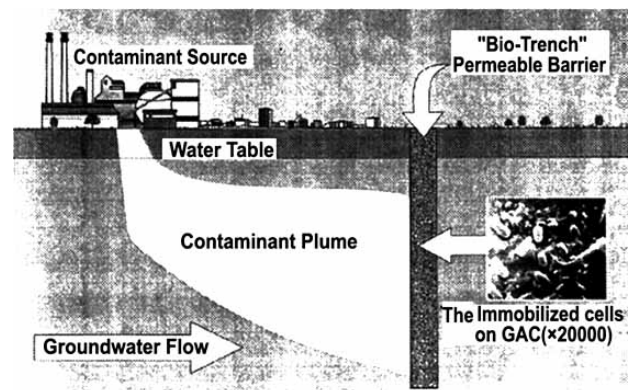 Contaminant Source
"Bio-Trench"
Permeable Barrier
Water Table
Contaminant Plume
The Immobilized cells
on GAC(×20000)
Groundwater Flow